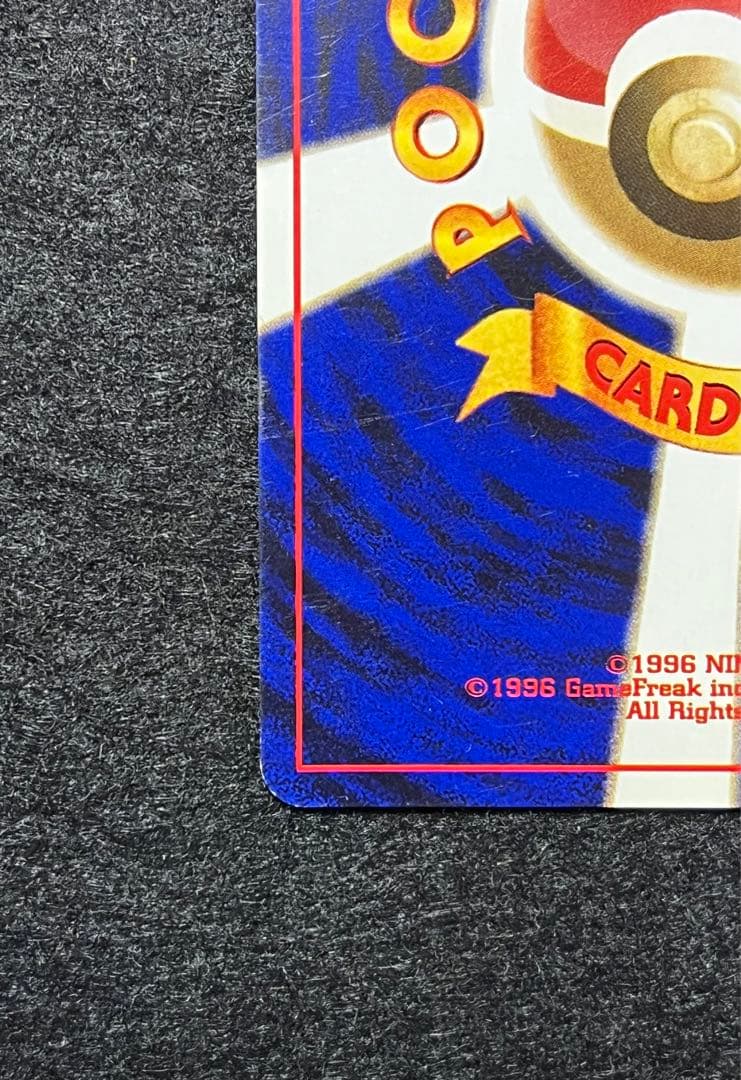 POC
CARD
©1996 NIN
©1996 GameFreak inc
All Rights